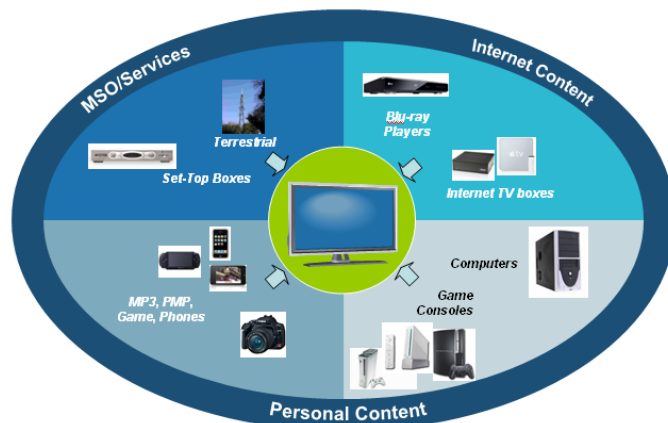 MSO/Services
Internet Content
Terrestrial
Set-Top Boxes
Blu-ray
Players
tv
Internet TV boxes
MP3, PMP,
Game, Phones
Computers
Game
Consoles
Personal Content